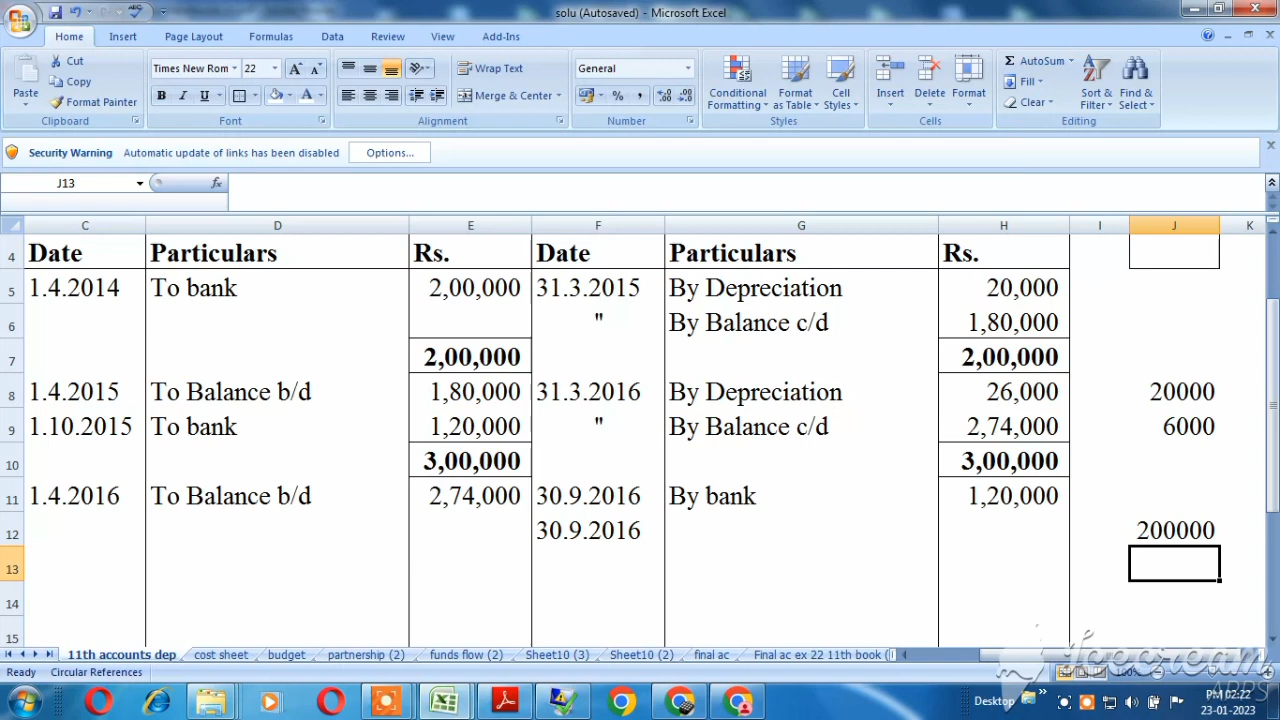 solu (Autosaved) - Microsoft Excel
Home Insert Page Layout Formulas Data Review View Add-Ins
Paste Cut Copy Format Painter Clipboard
Times New Rom 22 B I U A Font
Wrap Text Merge & Center Alignment
General % , Number
Conditional Formatting Format as Table Cell Styles Styles
Insert Delete Format Cells
Σ AutoSum Fill Clear Sort & Filter Find & Select Editing
Security Warning Automatic update of links has been disabled Options...
J13 fx
C D E F G H I J K
4 Date Particulars Rs. Date Particulars Rs.
5 1.4.2014 To bank 2,00,000 31.3.2015 By Depreciation 20,000
6 " By Balance c/d 1,80,000
7 2,00,000 2,00,000
8 1.4.2015 To Balance b/d 1,80,000 31.3.2016 By Depreciation 26,000 20000
9 1.10.2015 To bank 1,20,000 " By Balance c/d 2,74,000 6000
10 3,00,000 3,00,000
11 1.4.2016 To Balance b/d 2,74,000 30.9.2016 By bank 1,20,000
12 30.9.2016 200000
13
14
15
11th accounts dep cost sheet budget partnership (2) funds flow (2) Sheet10 (3) Sheet10 (2) final ac Final ac ex 22 11th book (
Ready Circular References 100%
Icecream
APPS
Desktop PM 02:22
23-01-2023